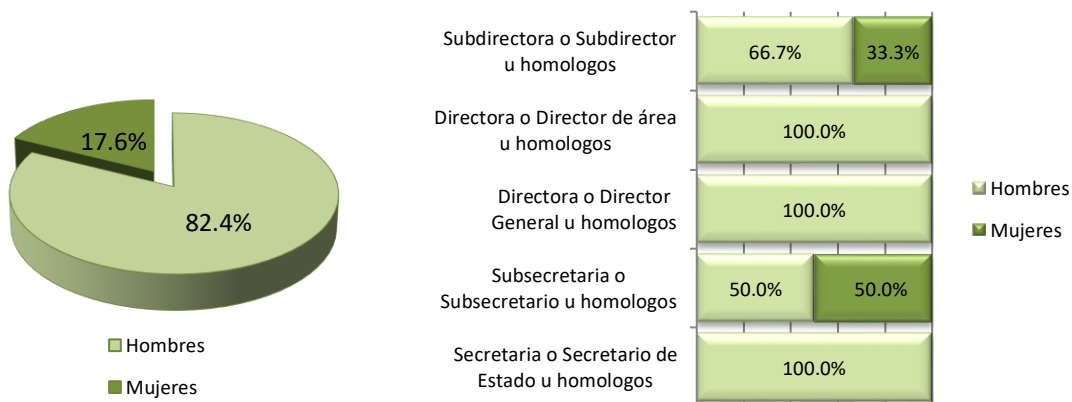 17.6%
82.4%
Hombres
Mujeres
Subdirectora o Subdirector
u homologos
66.7%
33.3%
Directora o Director de área
u homologos
100.0%
Directora o Director
General u homologos
100.0%
Subsecretaria o
Subsecretario u homologos
50.0%
50.0%
Secretaria o Secretario de
Estado u homologos
100.0%
Hombres
Mujeres